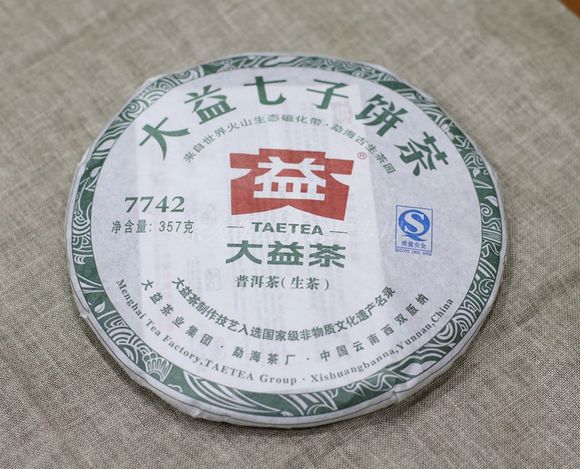 大益七子饼茶
来自世界火山生态磁化带·勐海古生茶园
益
®
TAETEA
大益茶
普洱茶(生茶)
7742
净含量: 357克
质量安全
大益茶制作技艺入选国家级非物质文化遗产名录
大益茶业集团·勐海茶厂·中国云南西双版纳
Menghai Tea Factory,TAETEA Group·Xishuangbanna,Yunnan,China